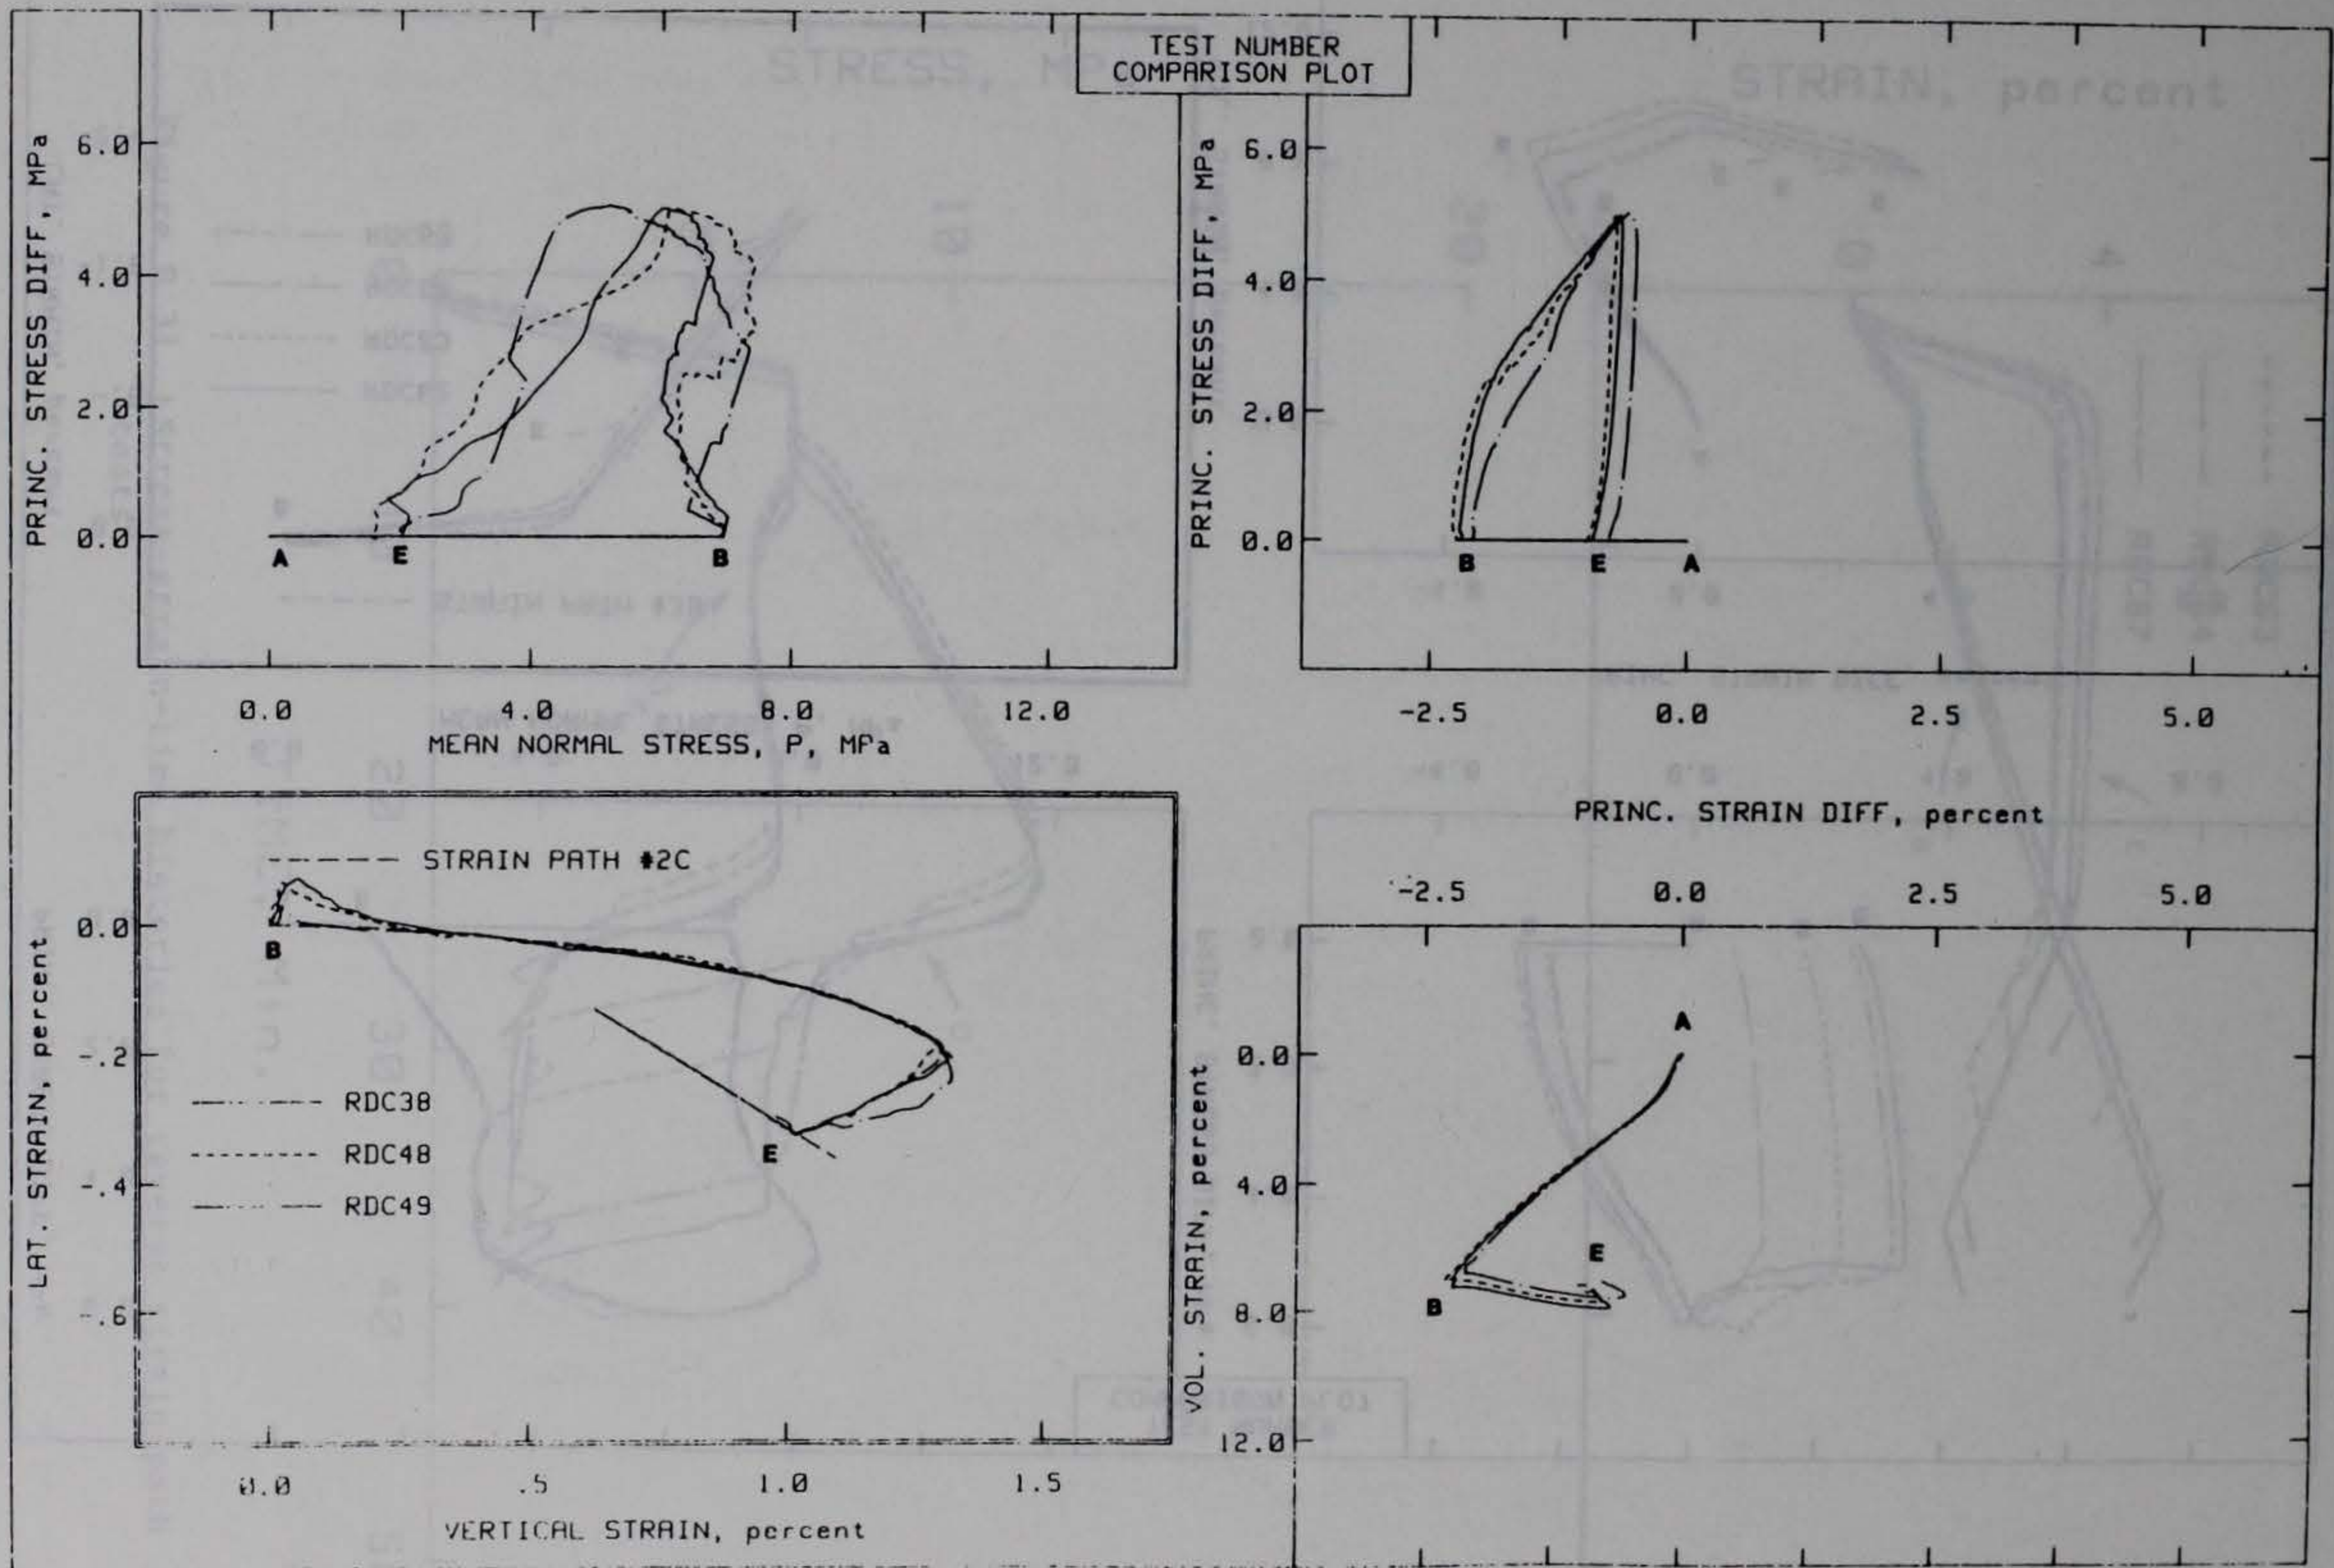 TEST NUMBER
COMPARISON PLOT
PRINC. STRESS DIFF, MPa
6.0
4.0
2.0
0.0
A
E
B
0.0
4.0
8.0
12.0
MEAN NORMAL STRESS, P, MPa
PRINC. STRESS DIFF, MPa
6.0
4.0
2.0
0.0
B
E
A
-2.5
0.0
2.5
5.0
PRINC. STRAIN DIFF, percent
-2.5
0.0
2.5
5.0
LAT. STRAIN, percent
STRAIN PATH #2C
0.0
B
-.2
RDC38
RDC48
E
-.4
RDC49
-.6
0.0
.5
1.0
1.5
VERTICAL STRAIN, percent
VOL. STRAIN, percent
A
0.0
4.0
E
B
8.0
12.0